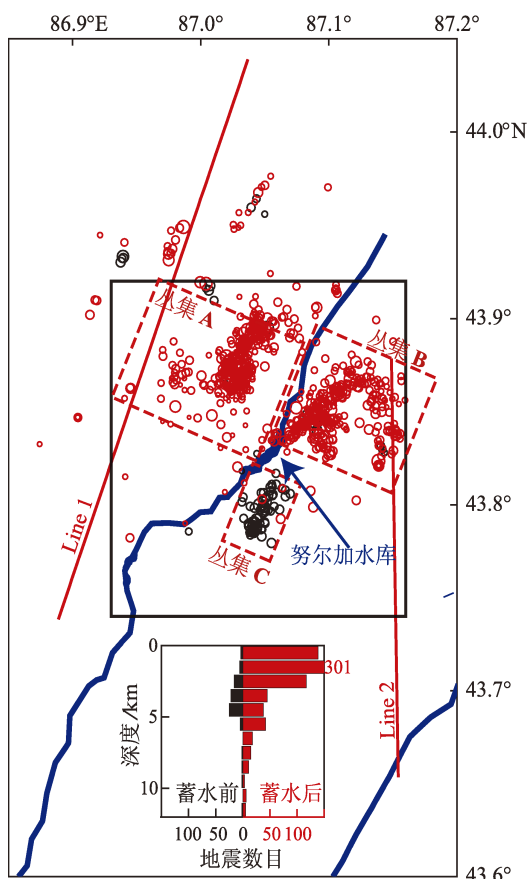 86.9°E 87.0° 87.1° 87.2°
44.0°N
43.9°
丛集 A
丛集 B
43.8°
Line 1
努尔加水库
丛集 C
43.7°
Line 2
0
301
5
深度/km
10
蓄水前 蓄水后
100 50 0 50 100
地震数目
43.6°